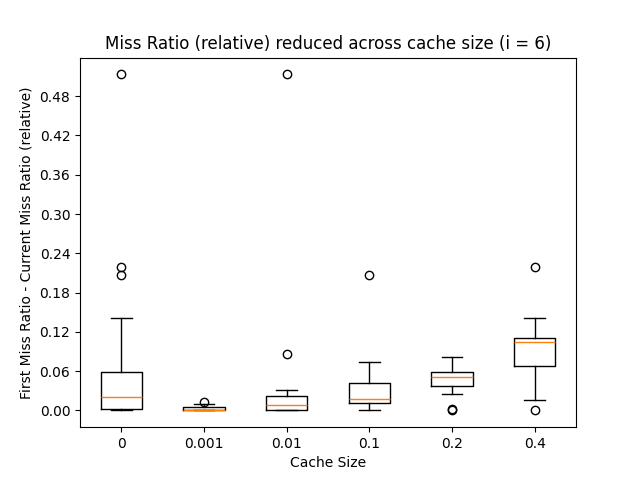 Miss Ratio (relative) reduced across cache size (i = 6)
First Miss Ratio - Current Miss Ratio (relative)
0.48
0.42
0.36
0.30
0.24
0.18
0.12
0.06
0.00
0 0.001 0.01 0.1 0.2 0.4
Cache Size